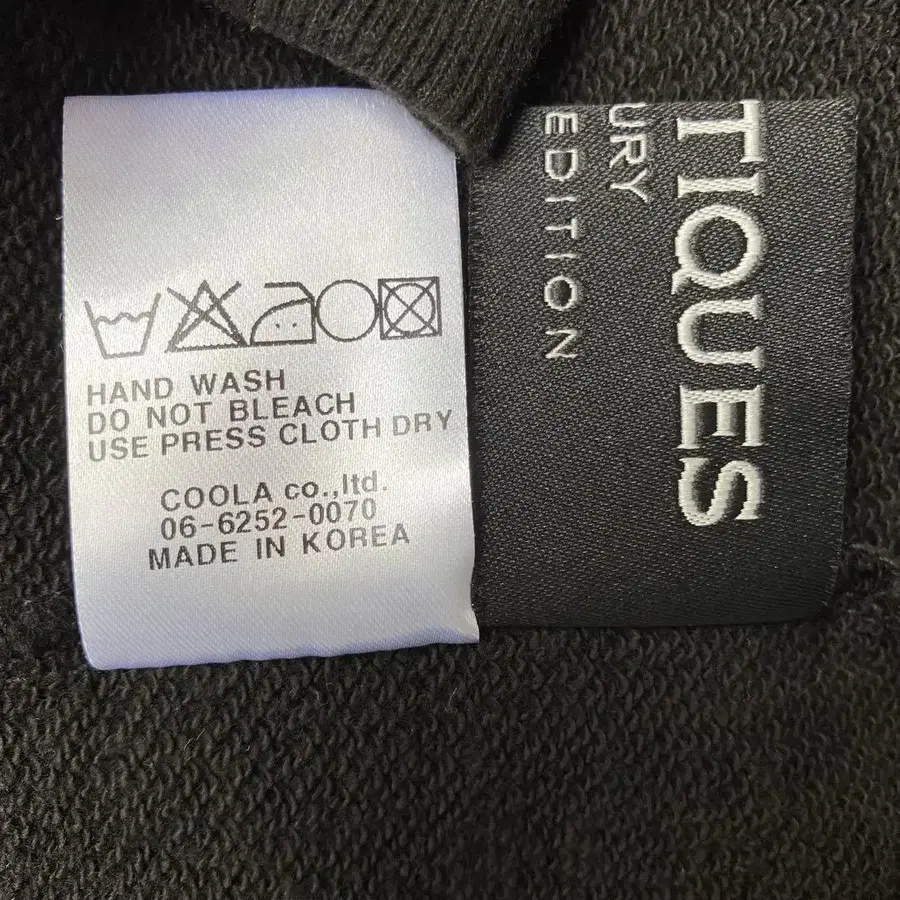 HAND WASH
DO NOT BLEACH
USE PRESS CLOTH DRY
COOLA co.,ltd.
06-6252-0070
MADE IN KOREA
TIQUES
URY
EDITION